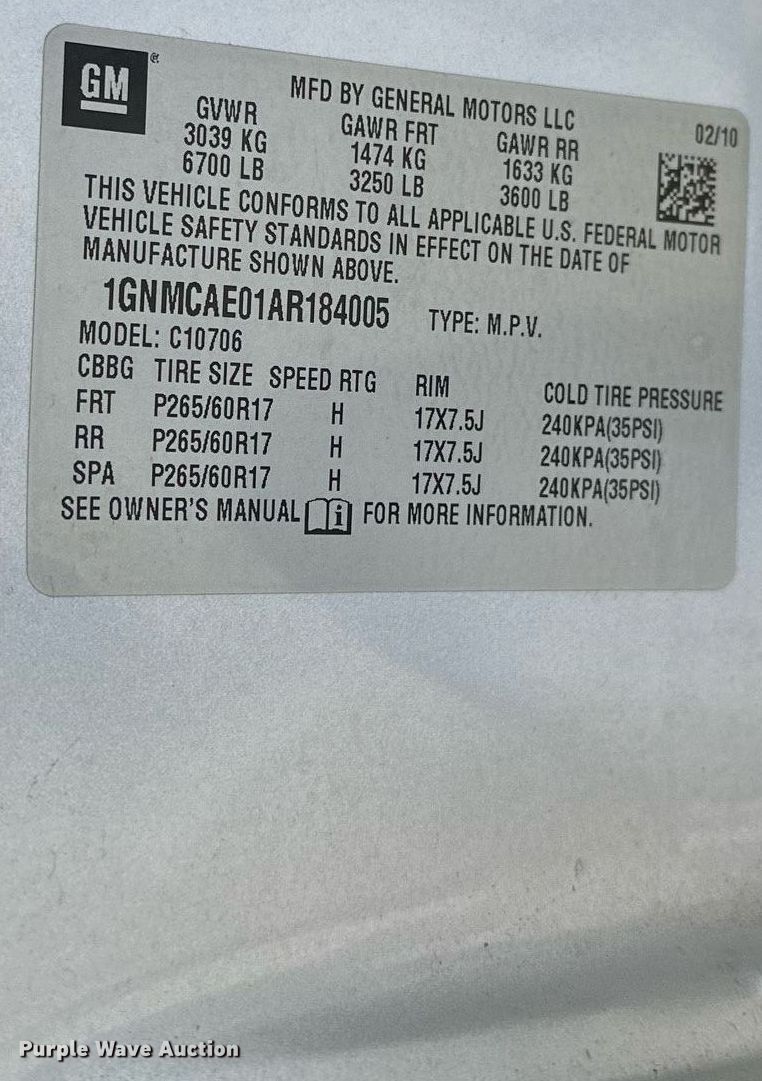 GM
MFD BY GENERAL MOTORS LLC 02/10
GVWR GAWR FRT GAWR RR
3039 KG 1474 KG 1633 KG
6700 LB 3250 LB 3600 LB
THIS VEHICLE CONFORMS TO ALL APPLICABLE U.S. FEDERAL MOTOR
VEHICLE SAFETY STANDARDS IN EFFECT ON THE DATE OF
MANUFACTURE SHOWN ABOVE.
1GNMCAE01AR184005 TYPE: M.P.V.
MODEL: C10706
CBBG TIRE SIZE SPEED RTG RIM COLD TIRE PRESSURE
FRT P265/60R17 H 17X7.5J 240KPA(35PSI)
RR P265/60R17 H 17X7.5J 240KPA(35PSI)
SPA P265/60R17 H 17X7.5J 240KPA(35PSI)
SEE OWNER'S MANUAL i FOR MORE INFORMATION.
Purple Wave Auction